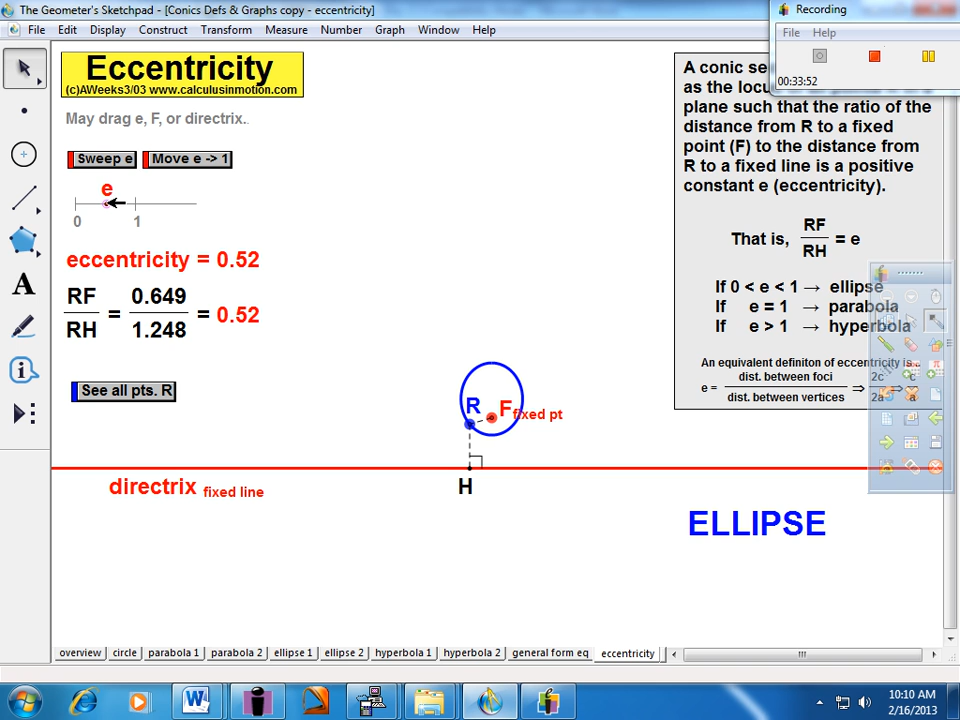 The Geometer's Sketchpad - [Conics Defs & Graphs copy - eccentricity]
Recording
File Edit Display Construct Transform Measure Number Graph Window Help
File Help
00:33:52
Eccentricity
(c)AWeeks3/03 www.calculusinmotion.com
May drag e, F, or directrix.
Sweep e
Move e -> 1
e
0 1
eccentricity = 0.52
RF
RH
=
0.649
1.248
= 0.52
See all pts. R
A conic se
as the locus
plane such that the ratio of the
distance from R to a fixed
point (F) to the distance from
R to a fixed line is a positive
constant e (eccentricity).
That is, RF
RH
= e
If 0 < e < 1 → ellipse
If e = 1 → parabola
If e > 1 → hyperbola
An equivalent definiton of eccentricity is
e = dist. between foci
dist. between vertices
⇒ 2c
2a
⇒ c
a
R
F fixed pt
H
directrix fixed line
ELLIPSE
overview circle parabola 1 parabola 2 ellipse 1 ellipse 2 hyperbola 1 hyperbola 2 general form eq eccentricity
10:10 AM
2/16/2013